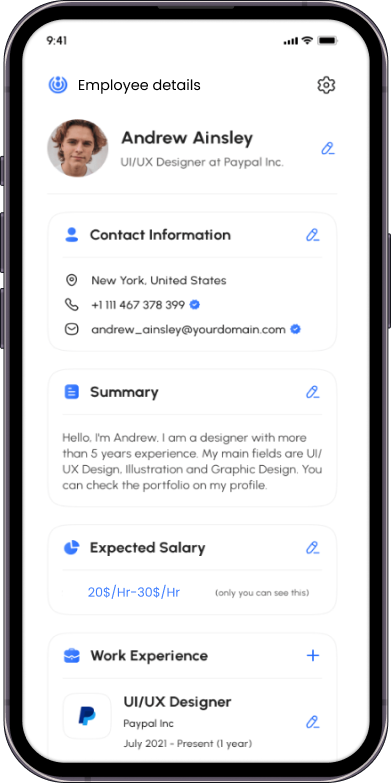 9:41
Employee details
Andrew Ainsley
UI/UX Designer at Paypal Inc.
Contact Information
New York, United States
+1 111 467 378 399
andrew_ainsley@yourdomain.com
Summary
Hello, I'm Andrew. I am a designer with more
than 5 years experience. My main fields are UI/
UX Design, Illustration and Graphic Design. You
can check the portfolio on my profile.
Expected Salary
20$/Hr-30$/Hr (only you can see this)
Work Experience
UI/UX Designer
Paypal Inc
July 2021 - Present (1 year)